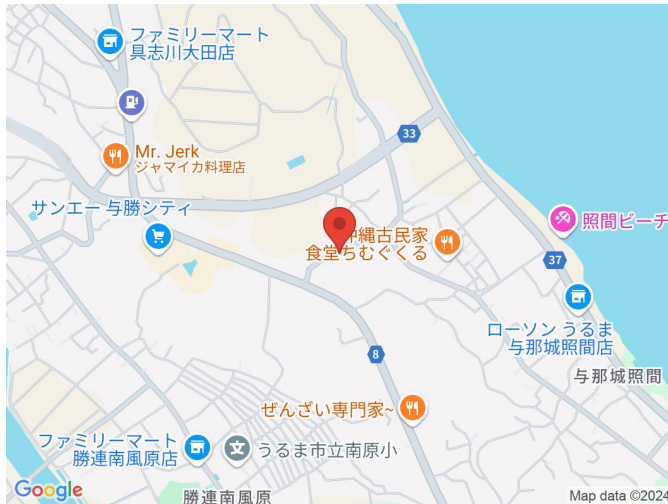 ファミリーマート
具志川大田店
33
Mr. Jerk
ジャマイカ料理店
サンエー 与勝シティ
照間ビーチ
沖縄古民家
食堂ちむぐくる
37
ローソン うるま
与那城照間店
8
与那城照間
ぜんざい専門家~
ファミリーマート
勝連南風原店
うるま市立南原小
勝連南風原
Google
Map data ©2024